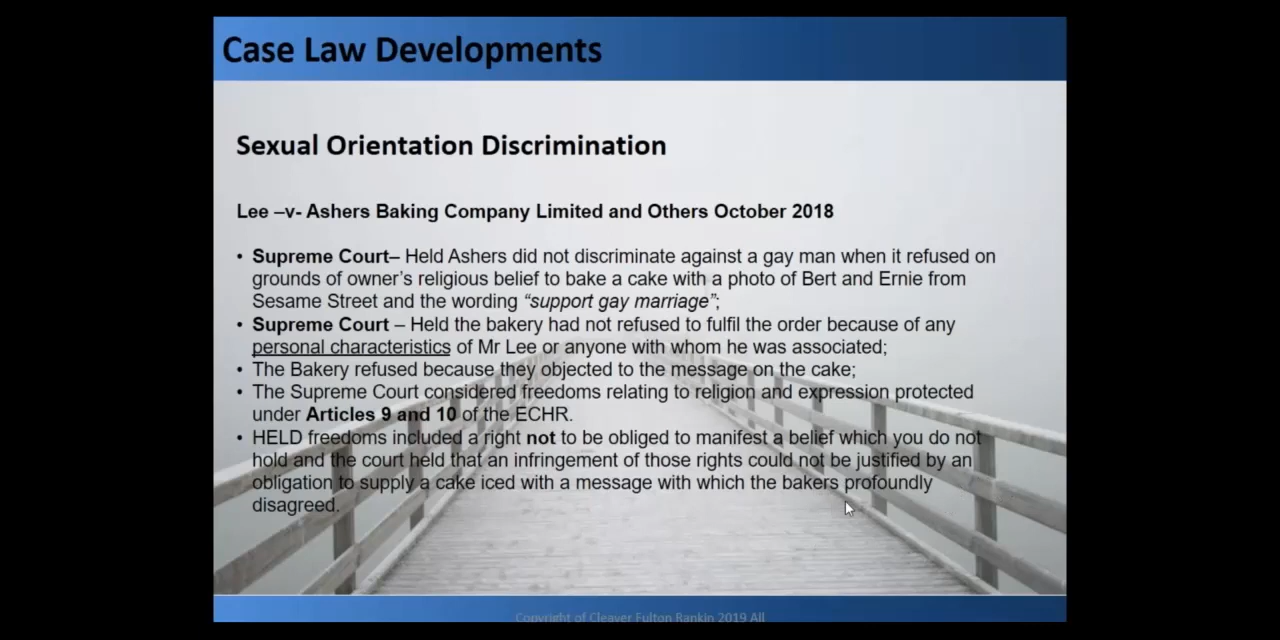 Case Law Developments
Sexual Orientation Discrimination
Lee –v- Ashers Baking Company Limited and Others October 2018
• Supreme Court– Held Ashers did not discriminate against a gay man when it refused on
grounds of owner's religious belief to bake a cake with a photo of Bert and Ernie from
Sesame Street and the wording “support gay marriage”;
• Supreme Court – Held the bakery had not refused to fulfil the order because of any
personal characteristics of Mr Lee or anyone with whom he was associated;
• The Bakery refused because they objected to the message on the cake;
• The Supreme Court considered freedoms relating to religion and expression protected
under Articles 9 and 10 of the ECHR.
• HELD freedoms included a right not to be obliged to manifest a belief which you do not
hold and the court held that an infringement of those rights could not be justified by an
obligation to supply a cake iced with a message with which the bakers profoundly
disagreed.
Copyright of Cleaver Fulton Rankin 2019 All